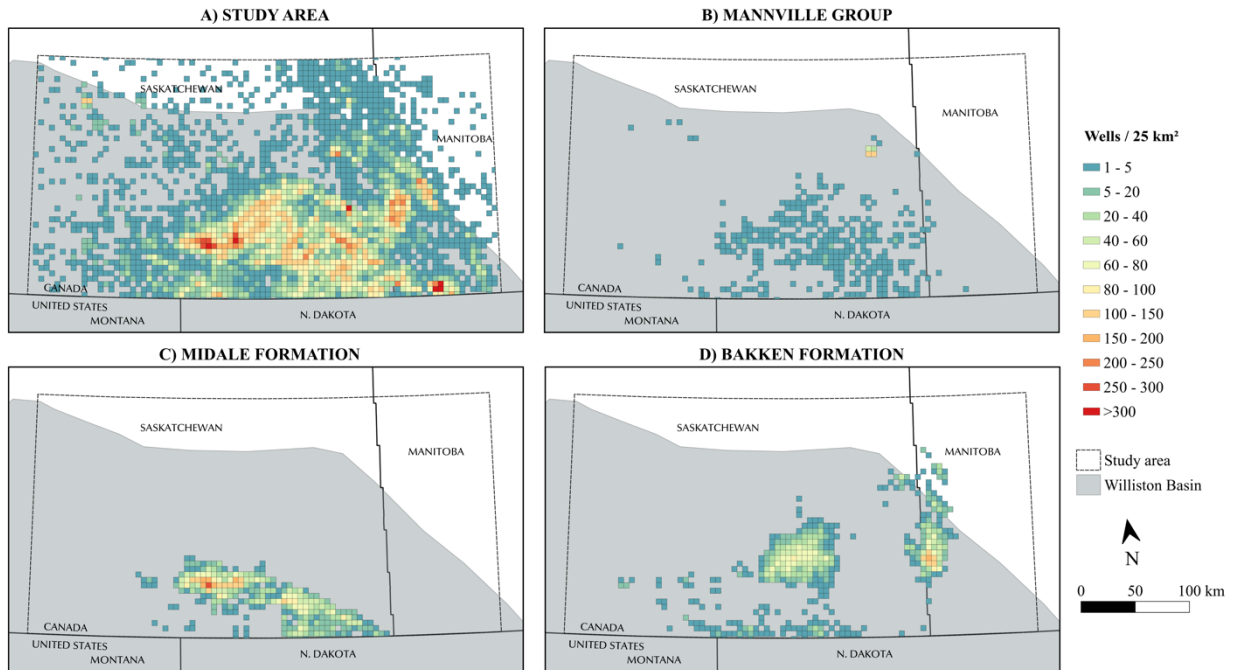 A) STUDY AREA
SASKATCHEWAN
MANITOBA
CANADA
UNITED STATES
MONTANA
N. DAKOTA
B) MANNVILLE GROUP
SASKATCHEWAN
MANITOBA
CANADA
UNITED STATES
MONTANA
N. DAKOTA
Wells / 25 km²
1 - 5
5 - 20
20 - 40
40 - 60
60 - 80
80 - 100
100 - 150
150 - 200
200 - 250
250 - 300
>300
Study area
Williston Basin
N
0 50 100 km
C) MIDALE FORMATION
SASKATCHEWAN
MANITOBA
CANADA
UNITED STATES
MONTANA
N. DAKOTA
D) BAKKEN FORMATION
SASKATCHEWAN
MANITOBA
CANADA
UNITED STATES
MONTANA
N. DAKOTA